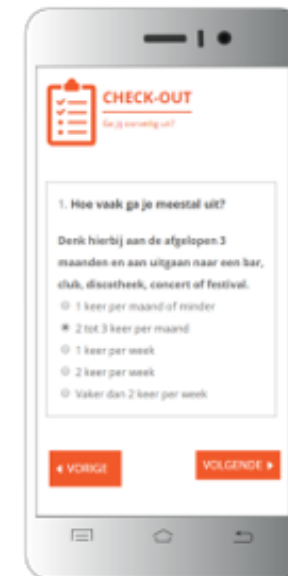 CHECK-OUT
Ga jij onveilig uit?
1. Hoe vaak ga je meestal uit?
Denk hierbij aan de afgelopen 3
maanden en aan uitgaan naar een bar,
club, discotheek, concert of festival.
1 keer per maand of minder
2 tot 3 keer per maand
1 keer per week
2 keer per week
Vaker dan 2 keer per week
VORIGE
VOLGENDE